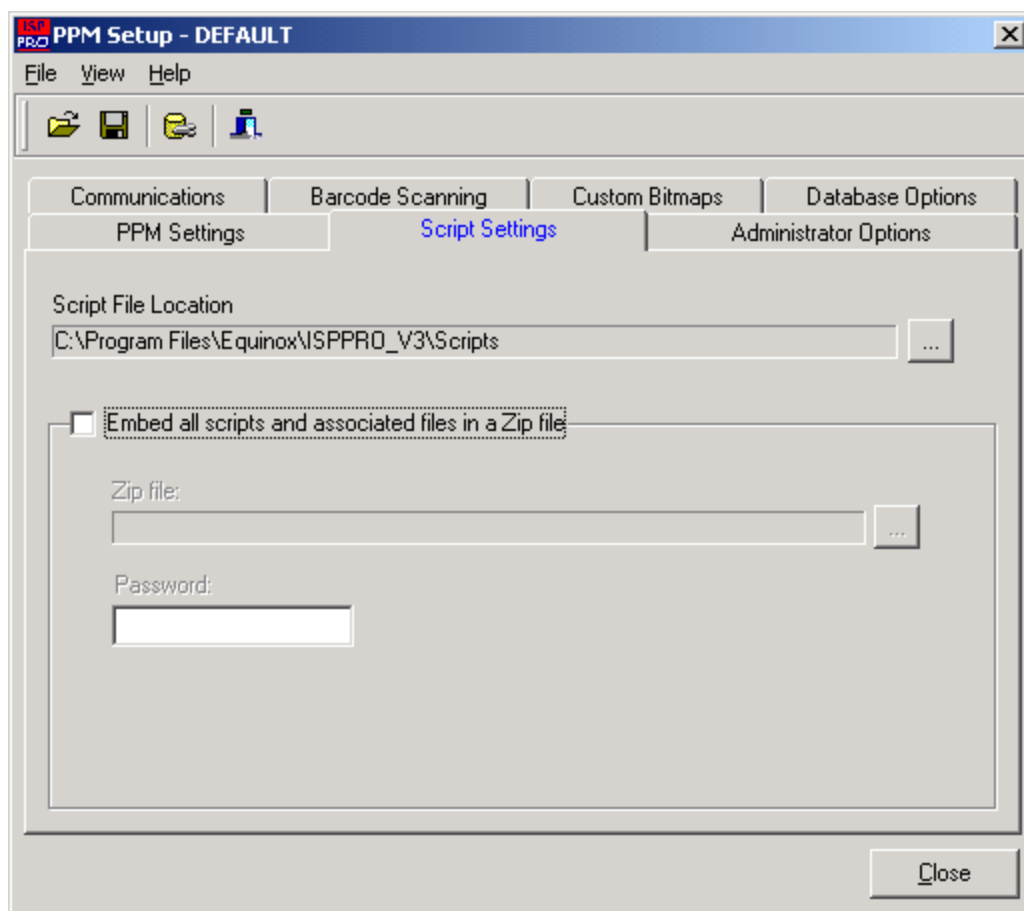 ISP
PRO PPM Setup - DEFAULT
File View Help
Communications Barcode Scanning Custom Bitmaps Database Options
PPM Settings Script Settings Administrator Options
Script File Location
C:\Program Files\Equinox\ISPPRO_V3\Scripts ...
Embed all scripts and associated files in a Zip file
Zip file:
...
Password:
Close